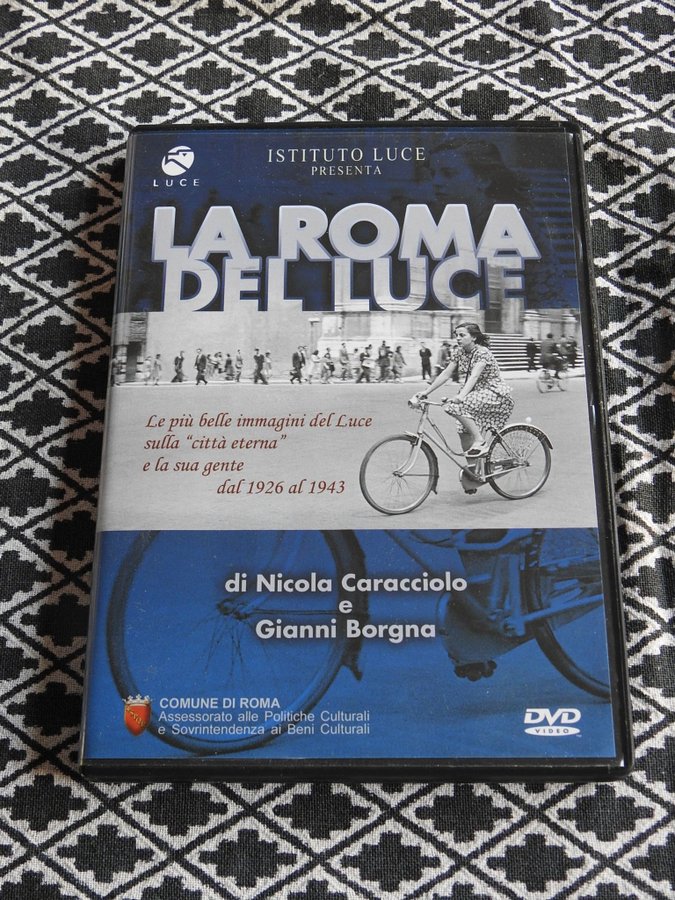 LUCE
ISTITUTO LUCE
PRESENTA
LA ROMA
DEL LUCE
Le più belle immagini del Luce
sulla "città eterna"
e la sua gente
dal 1926 al 1943
di Nicola Caracciolo
e
Gianni Borgna
COMUNE DI ROMA
Assessorato alle Politiche Culturali
e Sovrintendenza ai Beni Culturali
DVD
VIDEO